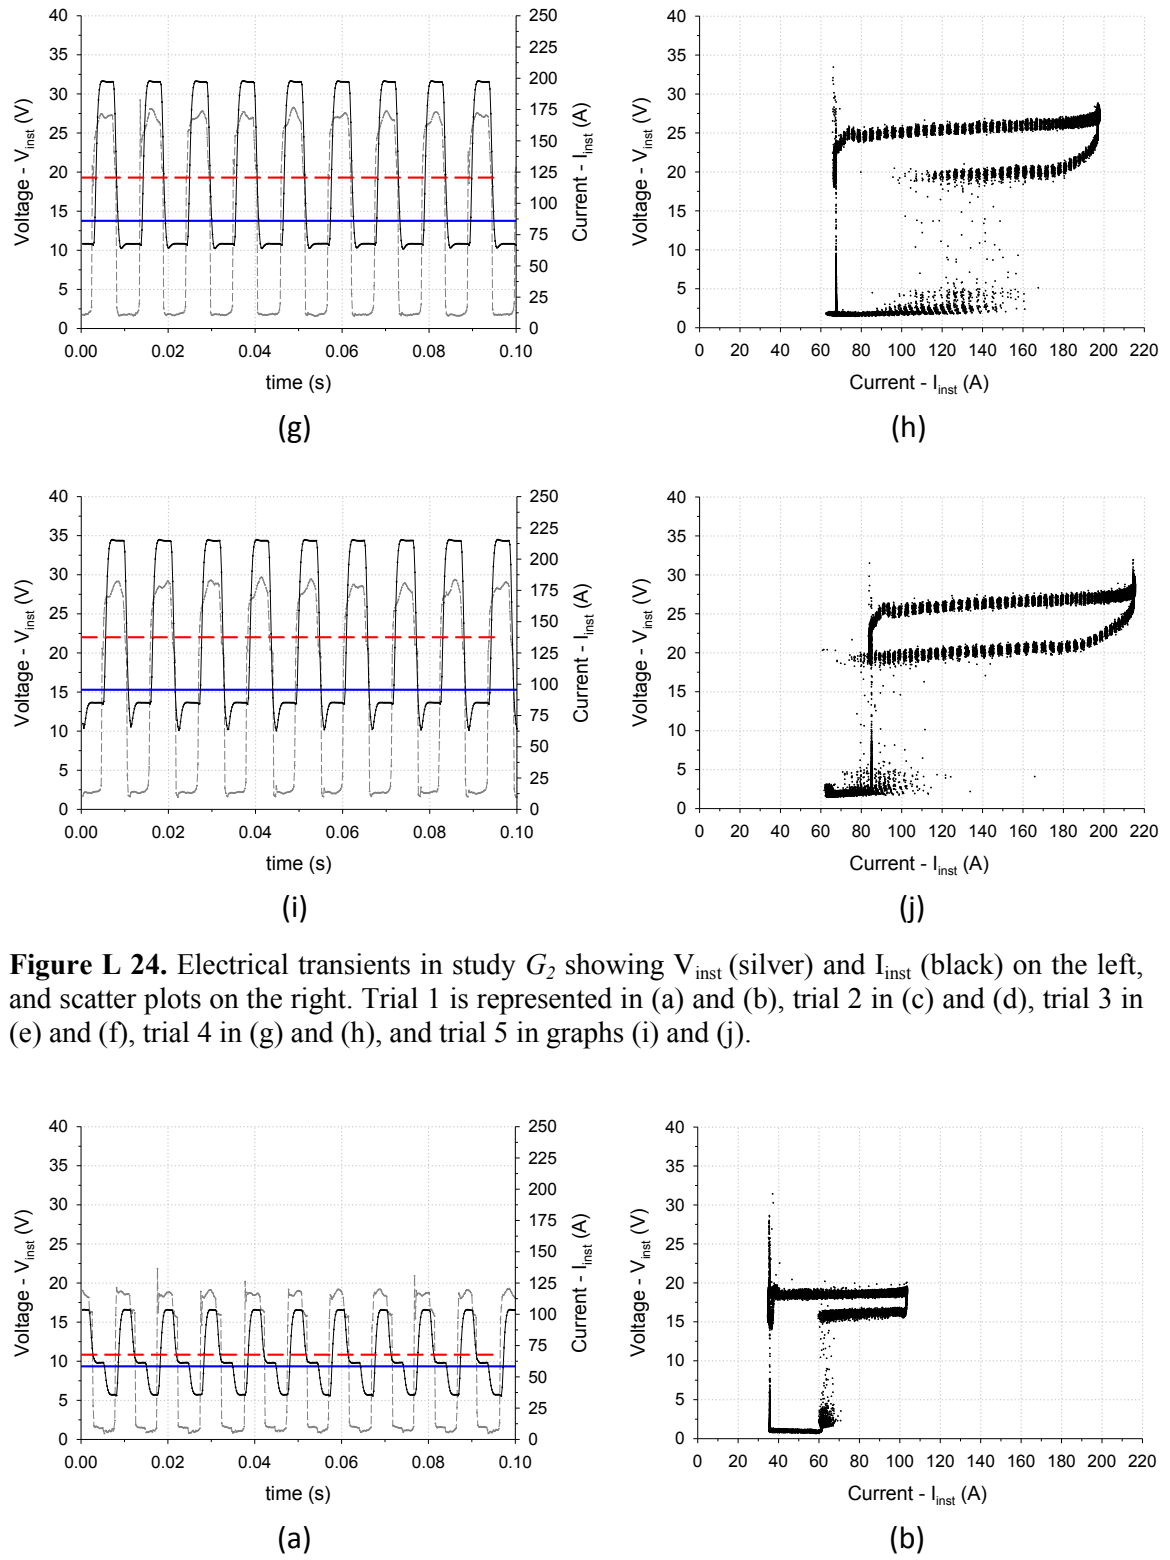 40
35
30
25
20
15
10
5
0
Voltage - Vinst (V)
250
225
200
175
150
125
100
75
50
25
0
Current - Iinst (A)
0.00 0.02 0.04 0.06 0.08 0.10
time (s)
(g)
40
35
30
25
20
15
10
5
0
Voltage - Vinst (V)
0 20 40 60 80 100 120 140 160 180 200 220
Current - Iinst (A)
(h)
40
35
30
25
20
15
10
5
0
Voltage - Vinst (V)
250
225
200
175
150
125
100
75
50
25
0
Current - Iinst (A)
0.00 0.02 0.04 0.06 0.08 0.10
time (s)
(i)
40
35
30
25
20
15
10
5
0
Voltage - Vinst (V)
0 20 40 60 80 100 120 140 160 180 200 220
Current - Iinst (A)
(j)
Figure L 24. Electrical transients in study G2 showing Vinst (silver) and Iinst (black) on the left,
and scatter plots on the right. Trial 1 is represented in (a) and (b), trial 2 in (c) and (d), trial 3 in
(e) and (f), trial 4 in (g) and (h), and trial 5 in graphs (i) and (j).
40
35
30
25
20
15
10
5
0
Voltage - Vinst (V)
250
225
200
175
150
125
100
75
50
25
0
Current - Iinst (A)
0.00 0.02 0.04 0.06 0.08 0.10
time (s)
(a)
40
35
30
25
20
15
10
5
0
Voltage - Vinst (V)
0 20 40 60 80 100 120 140 160 180 200 220
Current - Iinst (A)
(b)